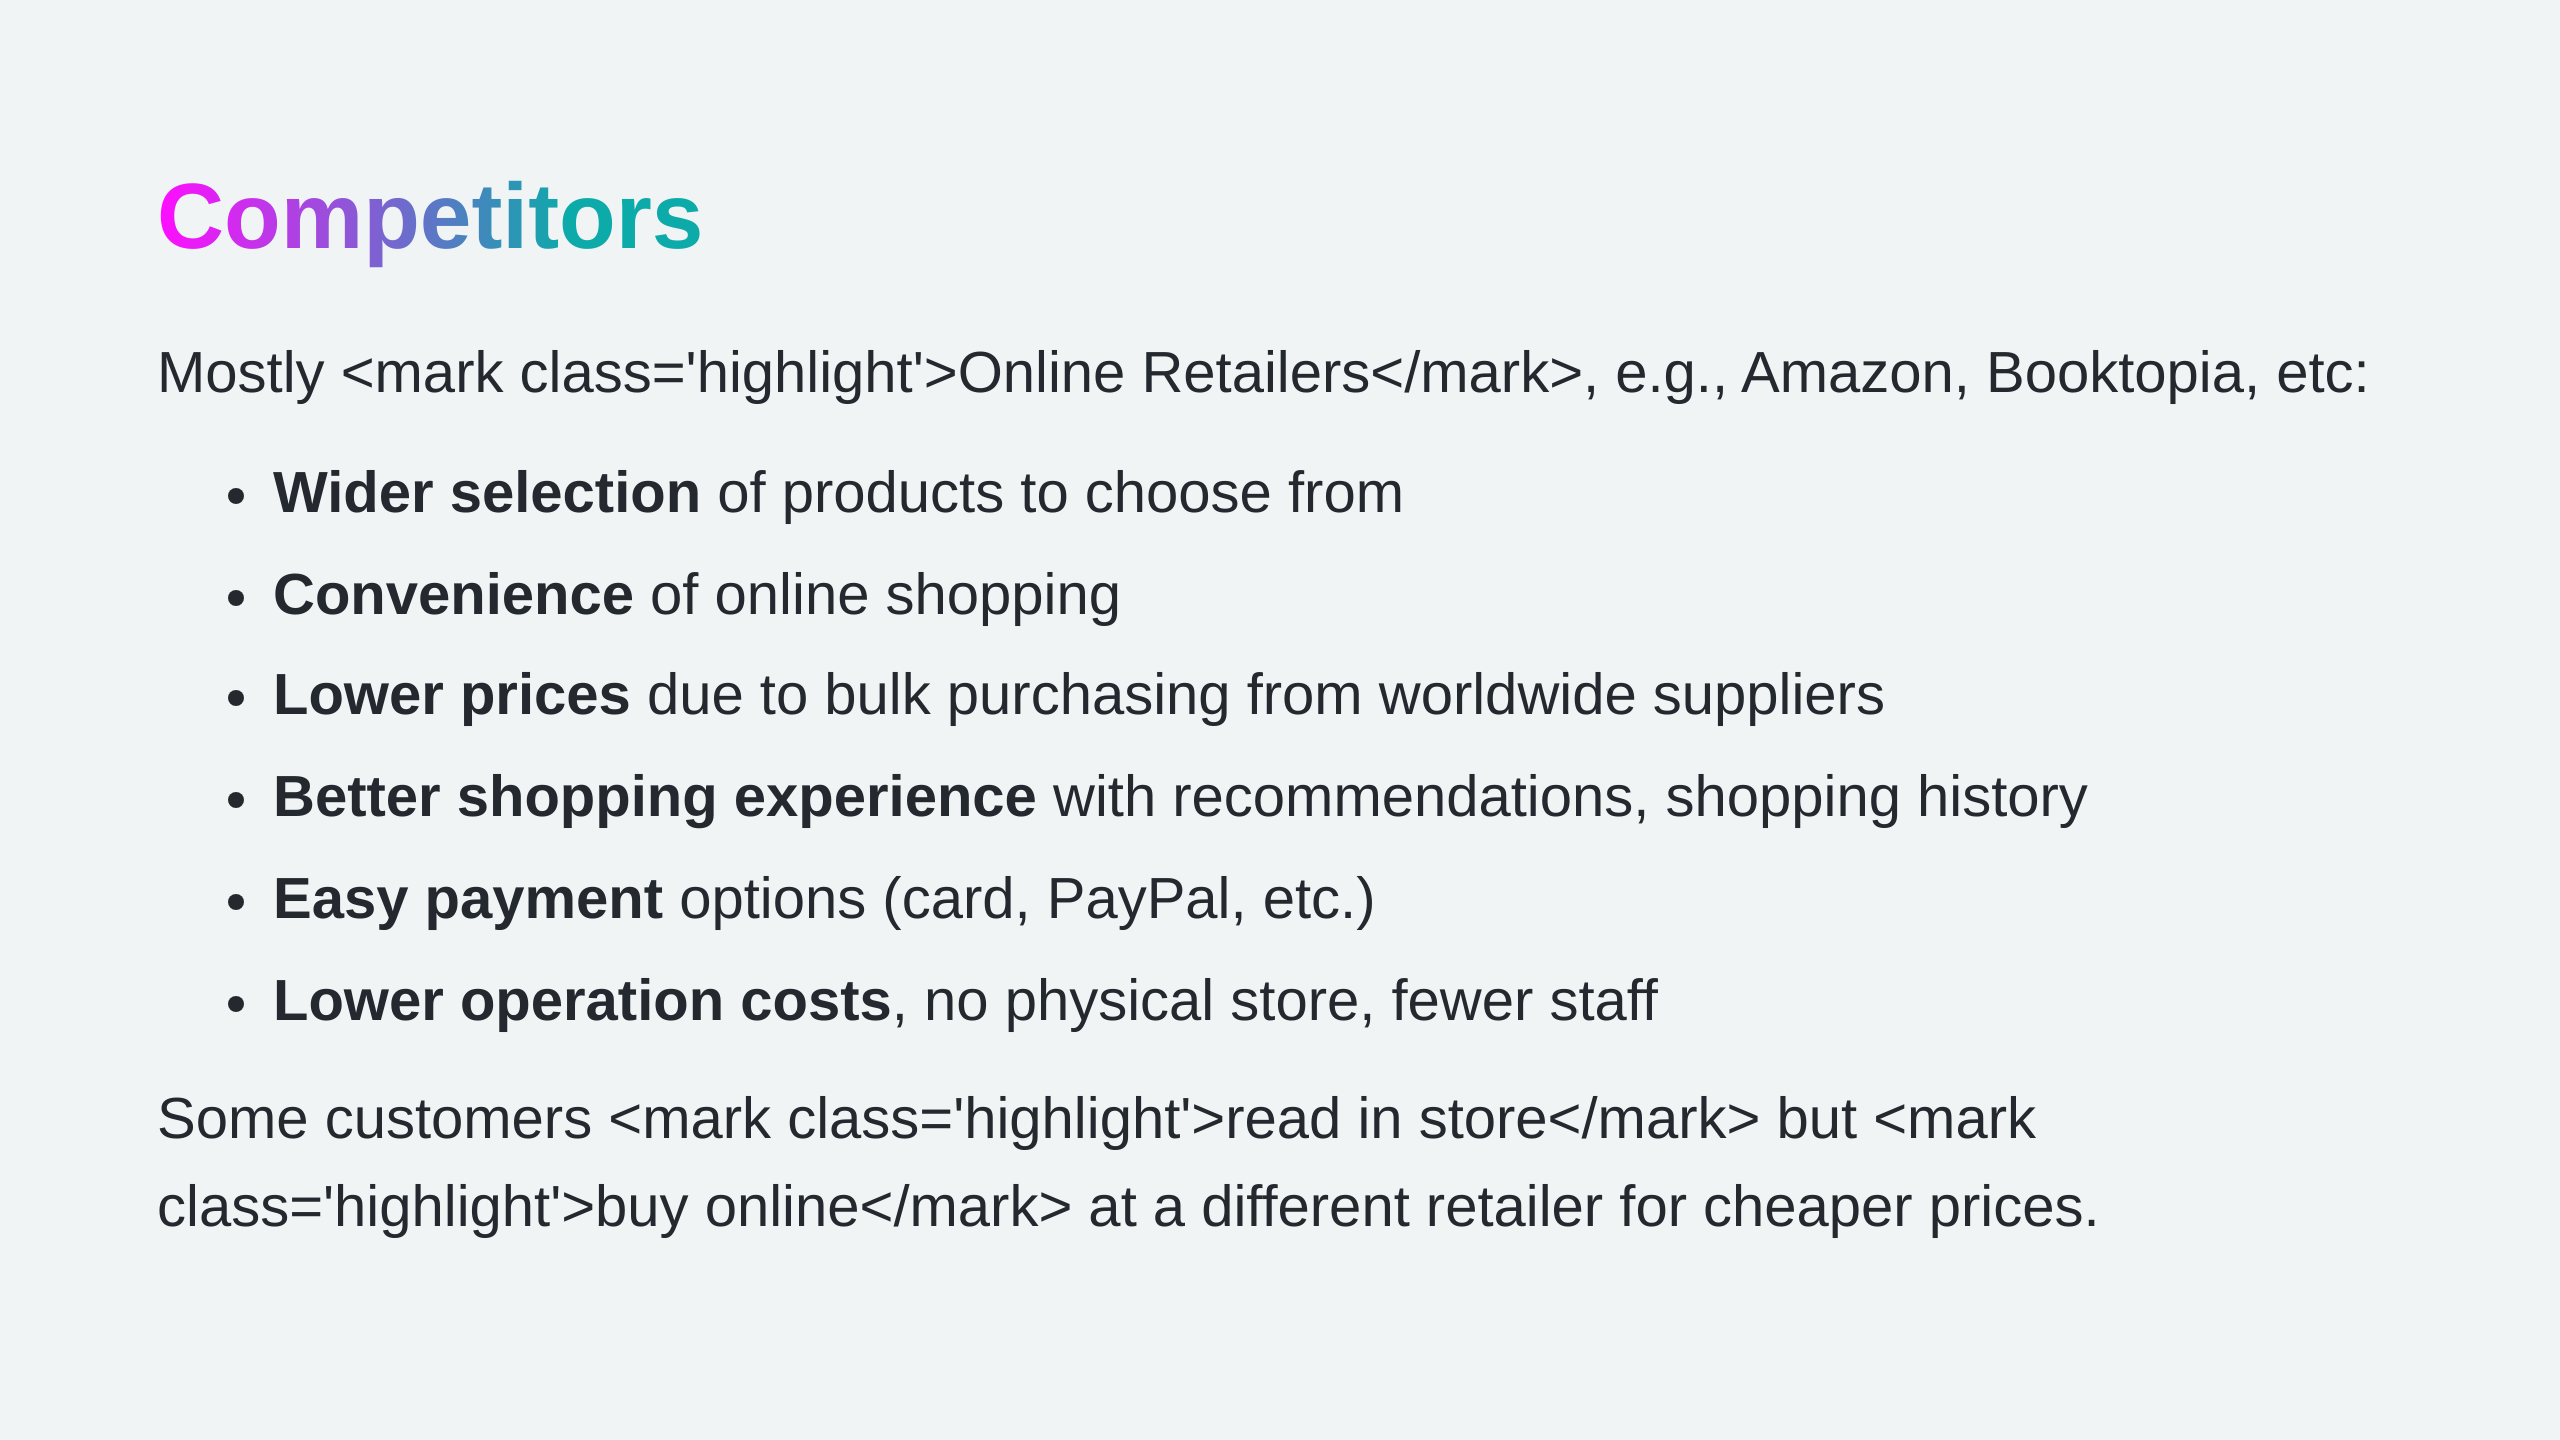 Competitors
Mostly <mark class='highlight'>Online Retailers</mark>, e.g., Amazon, Booktopia, etc:
• Wider selection of products to choose from
• Convenience of online shopping
• Lower prices due to bulk purchasing from worldwide suppliers
• Better shopping experience with recommendations, shopping history
• Easy payment options (card, PayPal, etc.)
• Lower operation costs, no physical store, fewer staff
Some customers <mark class='highlight'>read in store</mark> but <mark
class='highlight'>buy online</mark> at a different retailer for cheaper prices.